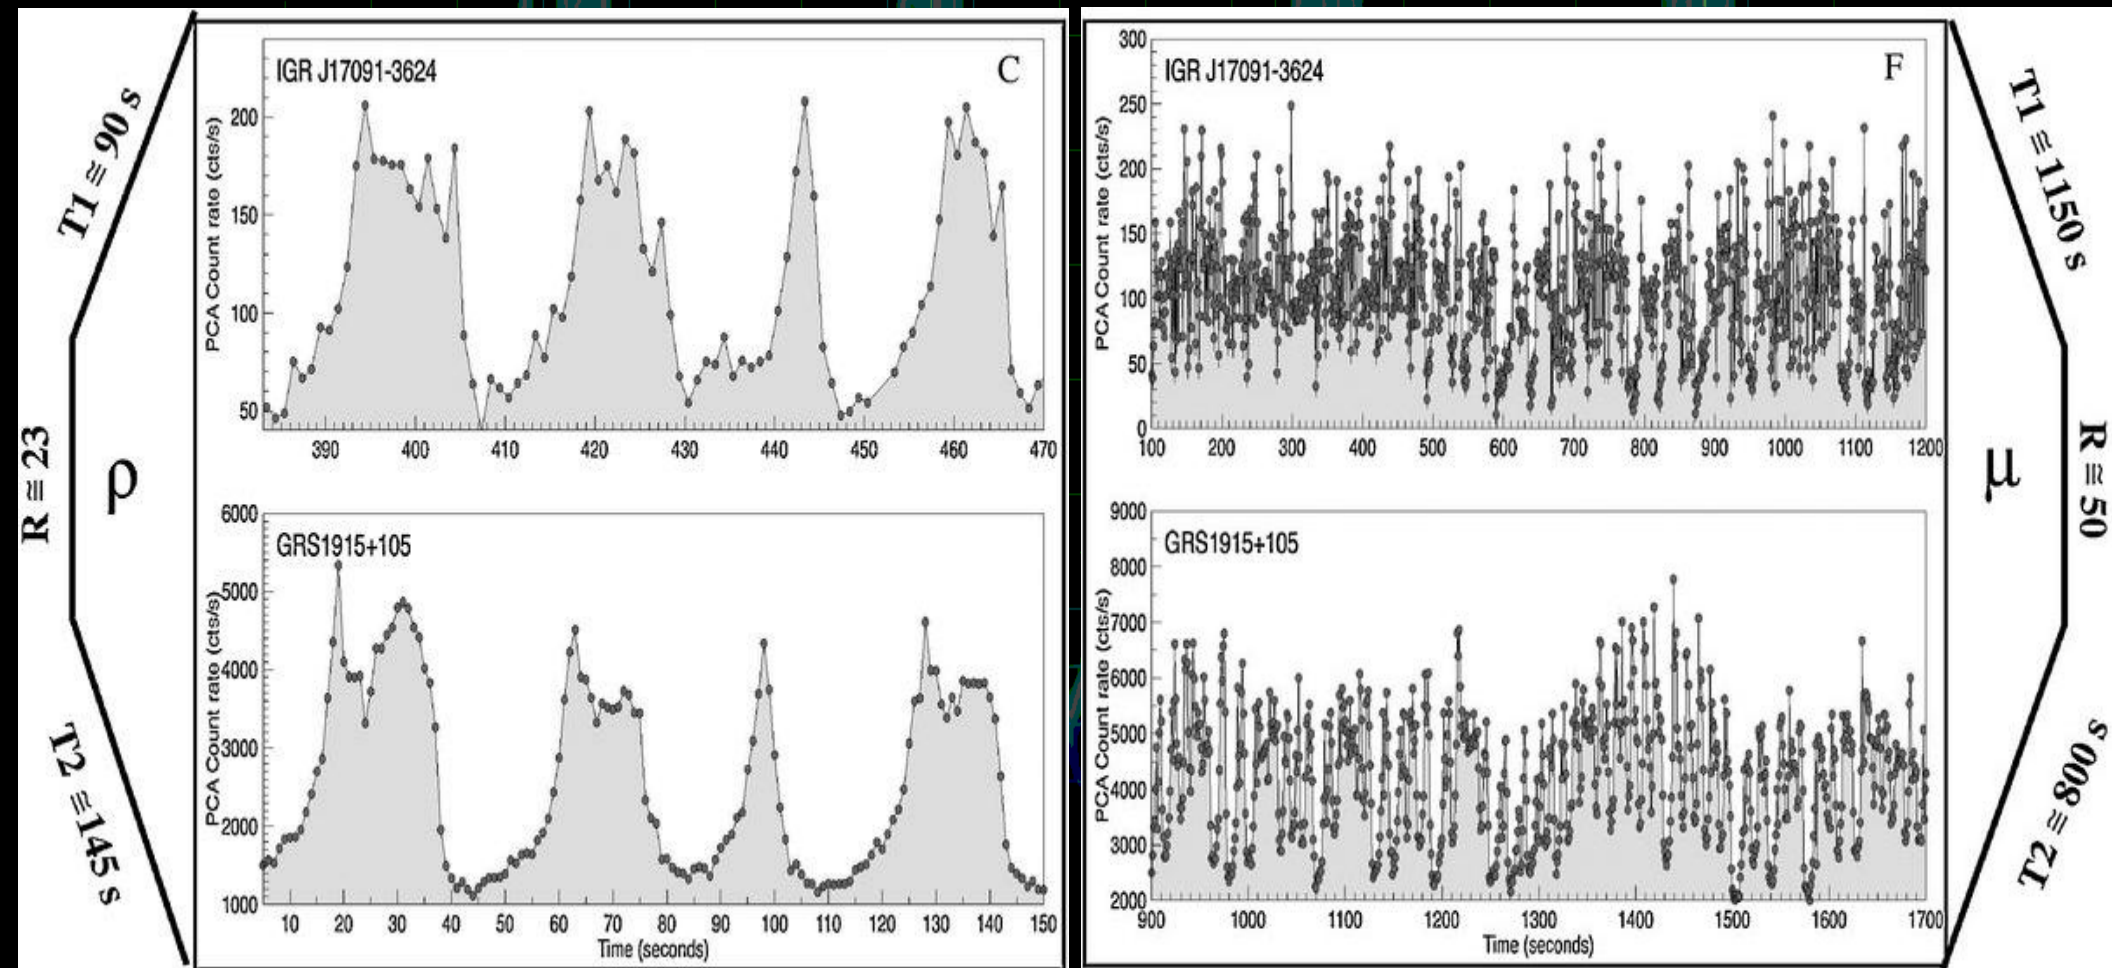 T1 ≅ 90 s
R ≅ 23
ρ
T2 ≅145 s
IGR J17091-3624
C
PCA Count rate (cts/s)
200
150
100
50
390 400 410 420 430 440 450 460 470
GRS1915+105
PCA Count rate (cts/s)
6000
5000
4000
3000
2000
1000
10 20 30 40 50 60 70 80 90 100 110 120 130 140 150
Time (seconds)
IGR J17091-3624
F
PCA Count rate (cts/s)
300
250
200
150
100
50
0
100 200 300 400 500 600 700 800 900 1000 1100 1200
GRS1915+105
PCA Count rate (cts/s)
9000
8000
7000
6000
5000
4000
3000
2000
900 1000 1100 1200 1300 1400 1500 1600 1700
Time (seconds)
T1 ≅ 1150 s
R ≅ 50
μ
T2 ≅ 800 s